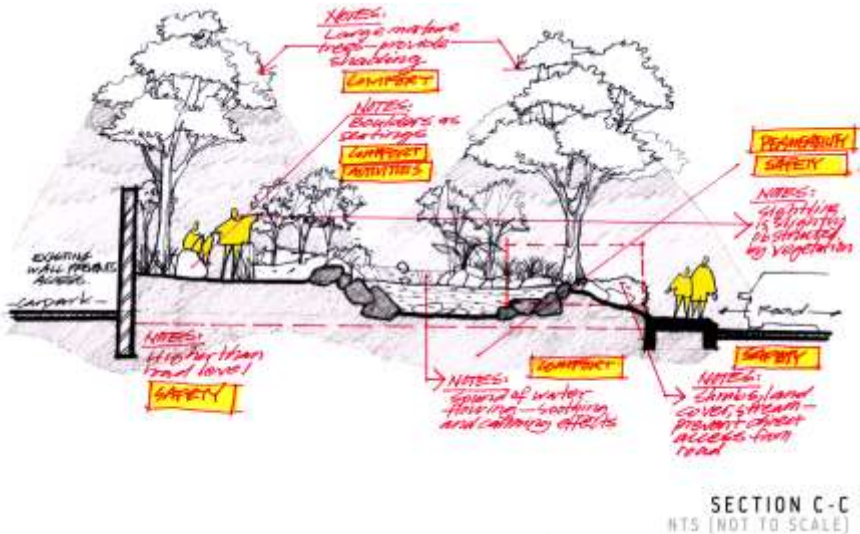 NOTES:
Large mature
trees - provide
shadding
COMFORT
NOTES:
Boulders as
seatings
COMFORT
ACTIVITIES
PERMEABILITY
SAFETY
NOTES:
sightline
is slightly
obstructed
by vegetation
EXISTING
WALL PREVENTS
ACCESS
carpark
Road
NOTES:
Higher than
road level
SAFETY
COMFORT
NOTES:
sound of water
flowing - soothing
and calming effects
SAFETY
NOTES:
shrubs, land
cover, stream -
prevent direct
access from
road
SECTION C-C
NTS [NOT TO SCALE]